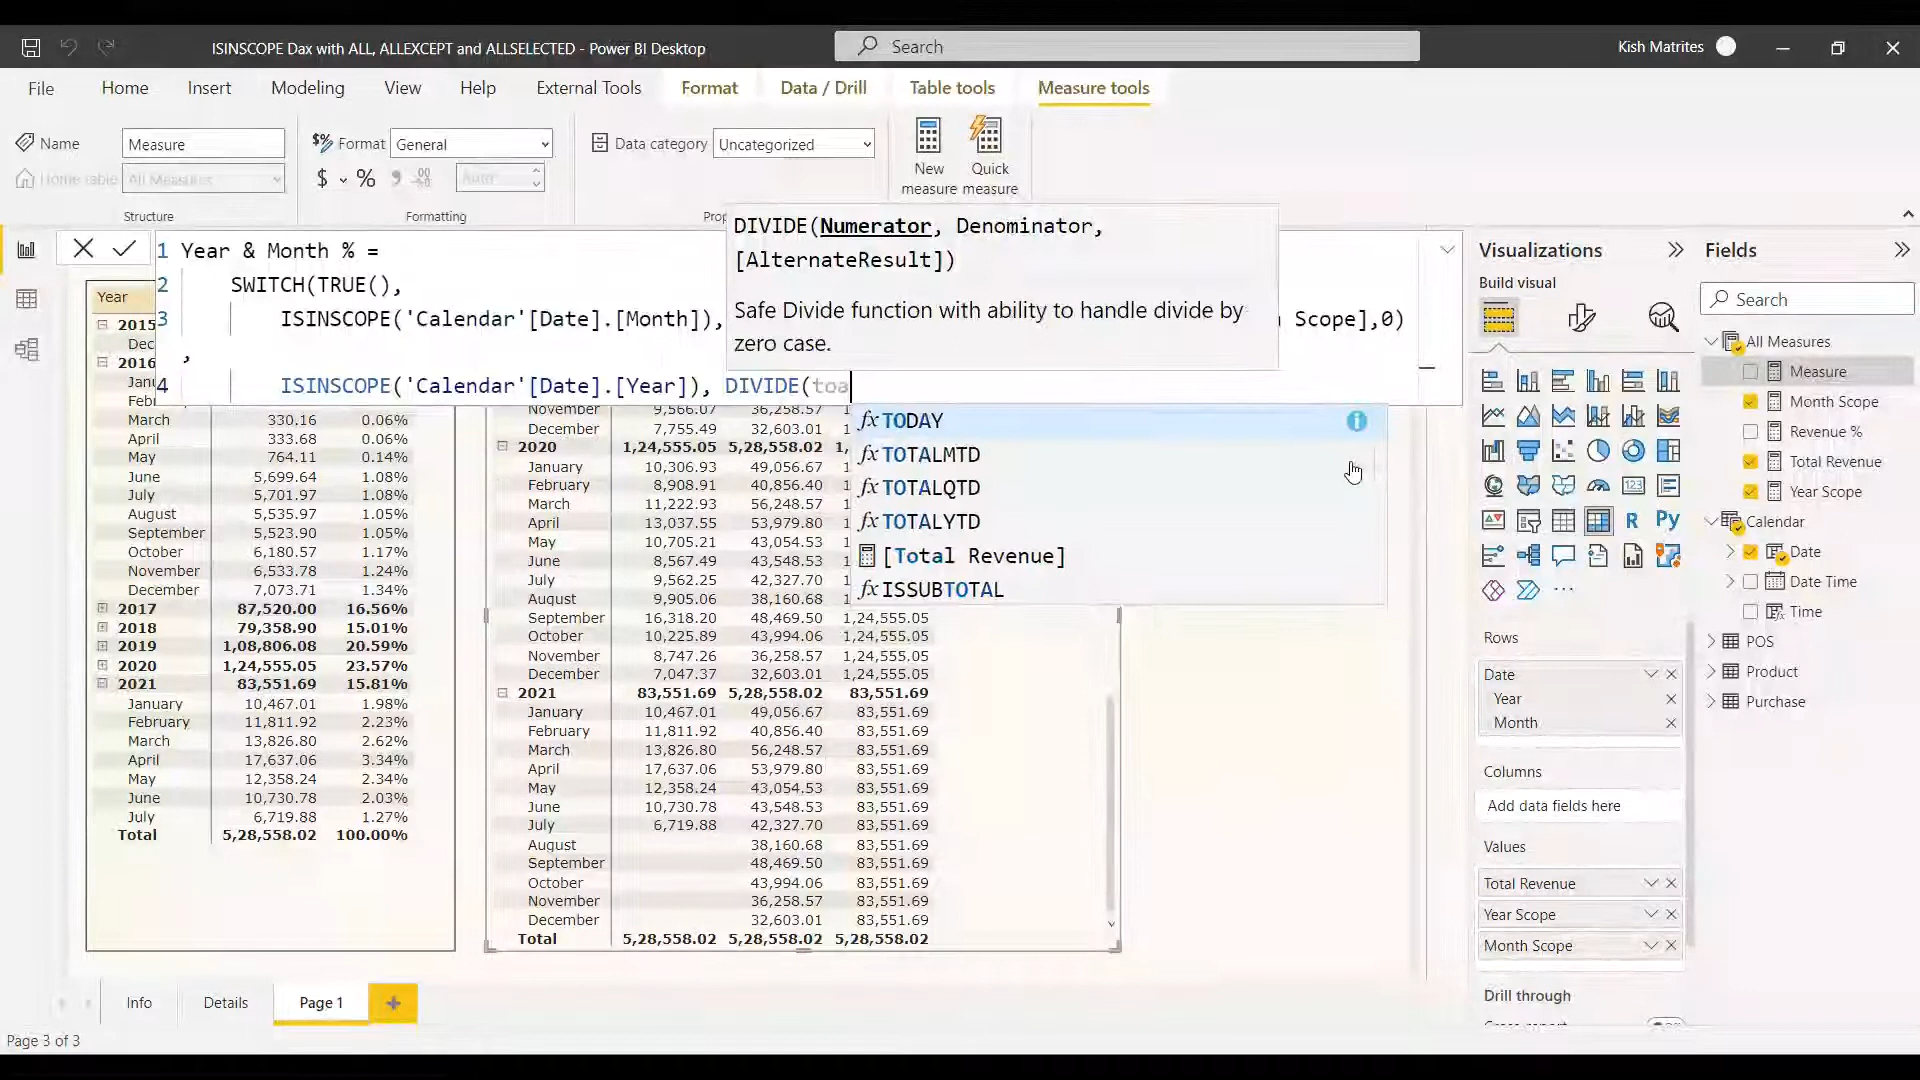 ISINSCOPE Dax with ALL, ALLEXCEPT and ALLSELECTED - Power BI Desktop
Search
Kish Matrites
File Home Insert Modeling View Help External Tools Format Data / Drill Table tools Measure tools
Name Measure
Format General
Data category Uncategorized
Home table All Measures
$ % Auto
New measure
Quick measure
Structure
Formatting
DIVIDE(Numerator, Denominator,
[AlternateResult])
Safe Divide function with ability to handle divide by
zero case.
1 Year & Month % =
2 SWITCH(TRUE(),
3 ISINSCOPE('Calendar'[Date].[Month]), Scope],0)
,
4 ISINSCOPE('Calendar'[Date].[Year]), DIVIDE(toa
TODAY
TOTALMTD
TOTALQTD
TOTALYTD
[Total Revenue]
ISSUBTOTAL
Year
2015
Dec
2016
March 330.16 0.06%
April 333.68 0.06%
May 764.11 0.14%
June 5,699.64 1.08%
July 5,701.97 1.08%
August 5,535.97 1.05%
September 5,523.90 1.05%
October 6,180.57 1.17%
November 6,533.78 1.24%
December 7,073.71 1.34%
2017 87,520.00 16.56%
2018 79,358.90 15.01%
2019 1,08,806.08 20.59%
2020 1,24,555.05 23.57%
2021 83,551.69 15.81%
January 10,467.01 1.98%
February 11,811.92 2.23%
March 13,826.80 2.62%
April 17,637.06 3.34%
May 12,358.24 2.34%
June 10,730.78 2.03%
July 6,719.88 1.27%
Total 5,28,558.02 100.00%
November 9,566.07 36,258.57
December 7,755.49 32,603.01
2020 1,24,555.05 5,28,558.02
January 10,306.93 49,056.67
February 8,908.91 40,856.40
March 11,222.93 56,248.57
April 13,037.55 53,979.80
May 10,705.21 43,054.53
June 8,567.49 43,548.53
July 9,562.25 42,327.70
August 9,905.06 38,160.68
September 16,318.20 48,469.50 1,24,555.05
October 10,225.89 43,994.06 1,24,555.05
November 8,747.26 36,258.57 1,24,555.05
December 7,047.37 32,603.01 1,24,555.05
2021 83,551.69 5,28,558.02 83,551.69
January 10,467.01 49,056.67 83,551.69
February 11,811.92 40,856.40 83,551.69
March 13,826.80 56,248.57 83,551.69
April 17,637.06 53,979.80 83,551.69
May 12,358.24 43,054.53 83,551.69
June 10,730.78 43,548.53 83,551.69
July 6,719.88 42,327.70 83,551.69
August 38,160.68 83,551.69
September 48,469.50 83,551.69
October 43,994.06 83,551.69
November 36,258.57 83,551.69
December 32,603.01 83,551.69
Total 5,28,558.02 5,28,558.02 5,28,558.02
Visualizations
Build visual
Rows
Date
Year
Month
Columns
Add data fields here
Values
Total Revenue
Year Scope
Month Scope
Drill through
Fields
Search
All Measures
Measure
Month Scope
Revenue %
Total Revenue
Year Scope
Calendar
Date
Date Time
Time
POS
Product
Purchase
Info Details Page 1
Page 3 of 3